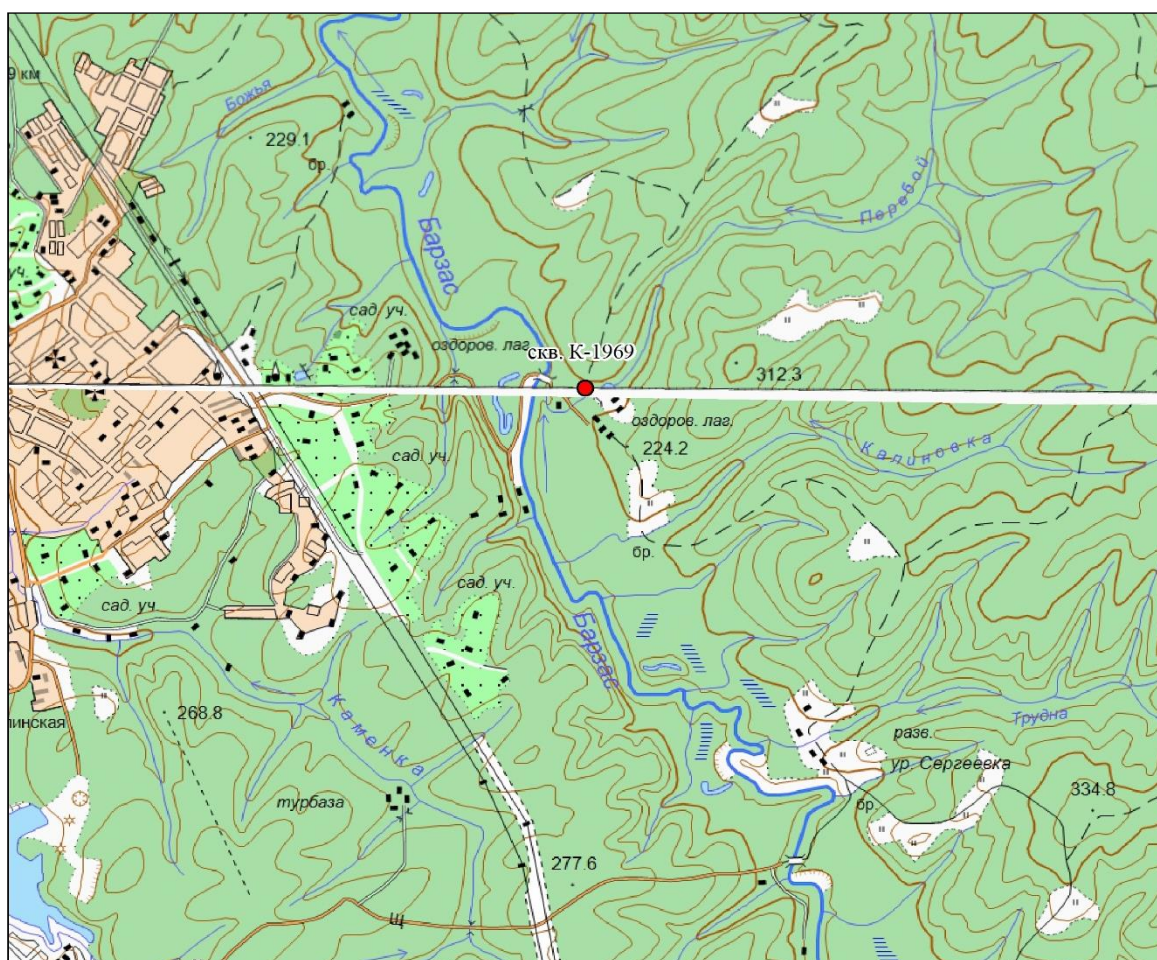 9 км
Божья
229.1
бр.
Барзас
Перебой
уч.
сад. уч.
оздоров. лаг.
скв. К-1969
312.3
оздоров. лаг.
224.2
Калиновка
сад. уч.
бр.
сад. уч.
сад. уч.
Барзас
268.8
Каменка
линская
Трудна
разв.
ур. Сергеевка
турбаза
бр.
334.8
277.6
Щ